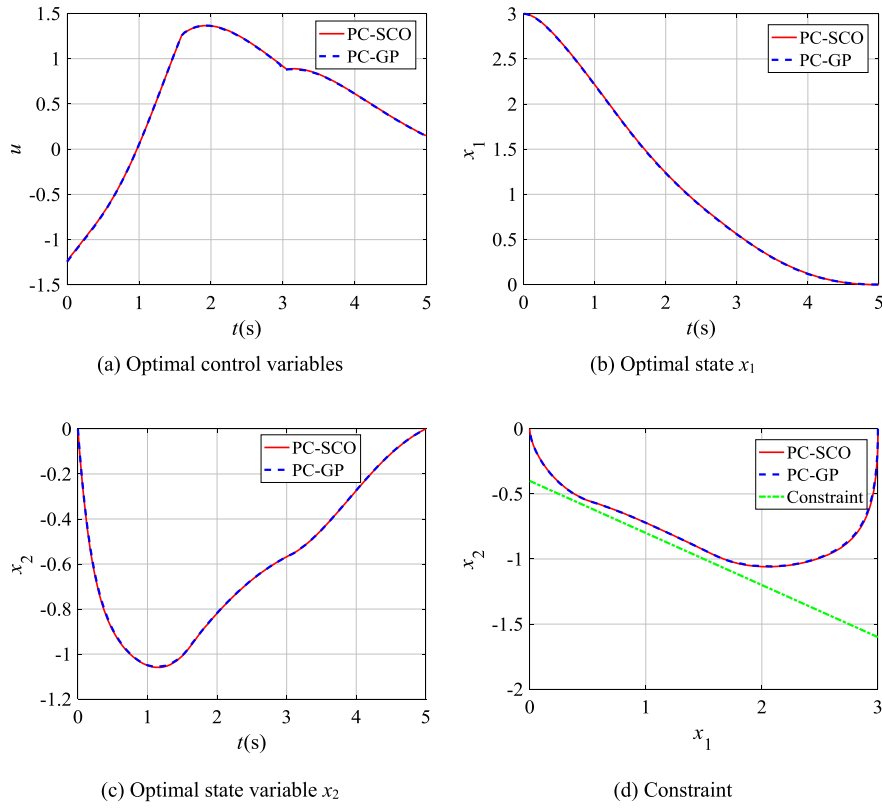 1.5
1
0.5
0
-0.5
-1
-1.5
u
PC-SCO
PC-GP
0 1 2 3 4 5
t(s)
(a) Optimal control variables
3
2.5
2
1.5
1
0.5
0
x1
PC-SCO
PC-GP
0 1 2 3 4 5
t(s)
(b) Optimal state x1
0
-0.2
-0.4
-0.6
-0.8
-1
-1.2
x2
PC-SCO
PC-GP
0 1 2 3 4 5
t(s)
(c) Optimal state variable x2
0
-0.5
-1
-1.5
-2
x2
PC-SCO
PC-GP
Constraint
0 1 2 3
x1
(d) Constraint